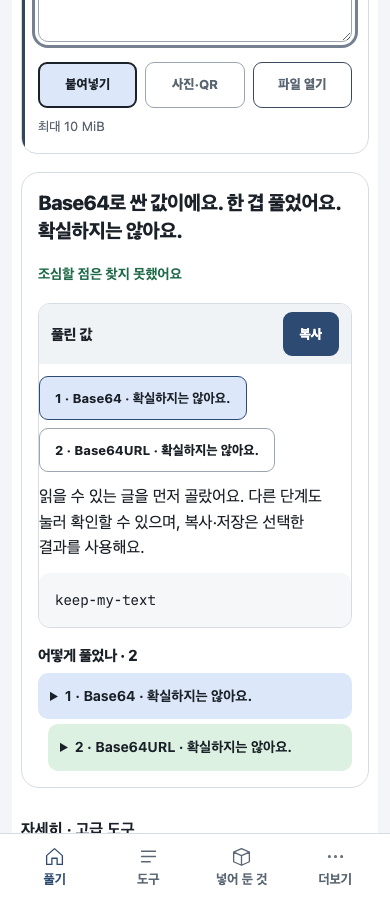 붙여넣기
사진·QR
파일 열기
최대 10 MiB
Base64로 싼 값이에요. 한 겹 풀었어요.
확실하지는 않아요.
조심할 점은 찾지 못했어요
풀린 값
복사
1 · Base64 · 확실하지는 않아요.
2 · Base64URL · 확실하지는 않아요.
읽을 수 있는 글을 먼저 골랐어요. 다른 단계도
눌러 확인할 수 있으며, 복사·저장은 선택한
결과를 사용해요.
keep-my-text
어떻게 풀었나 · 2
▶ 1 · Base64 · 확실하지는 않아요.
▶ 2 · Base64URL · 확실하지는 않아요.
자세히 · 고급 도구
풀기
도구
넣어 둔 것
더보기